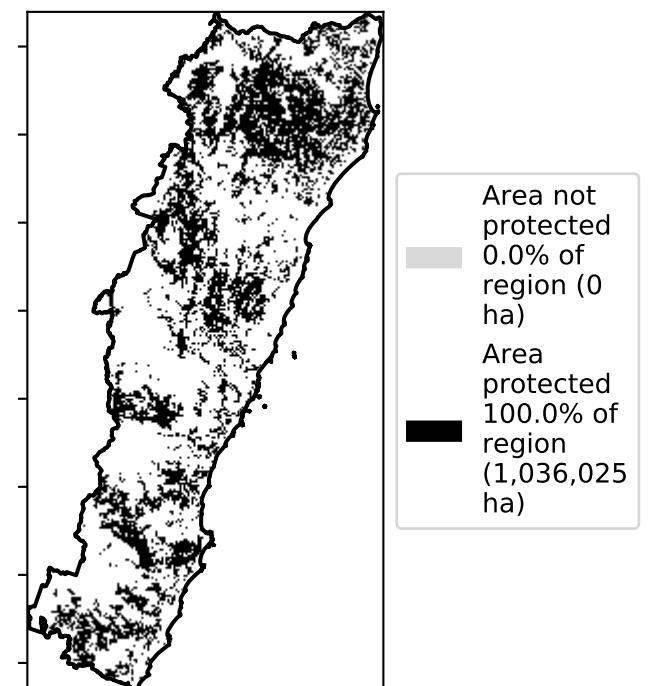 Area not
protected
0.0% of
region (0
ha)
Area
protected
100.0% of
region
(1,036,025
ha)